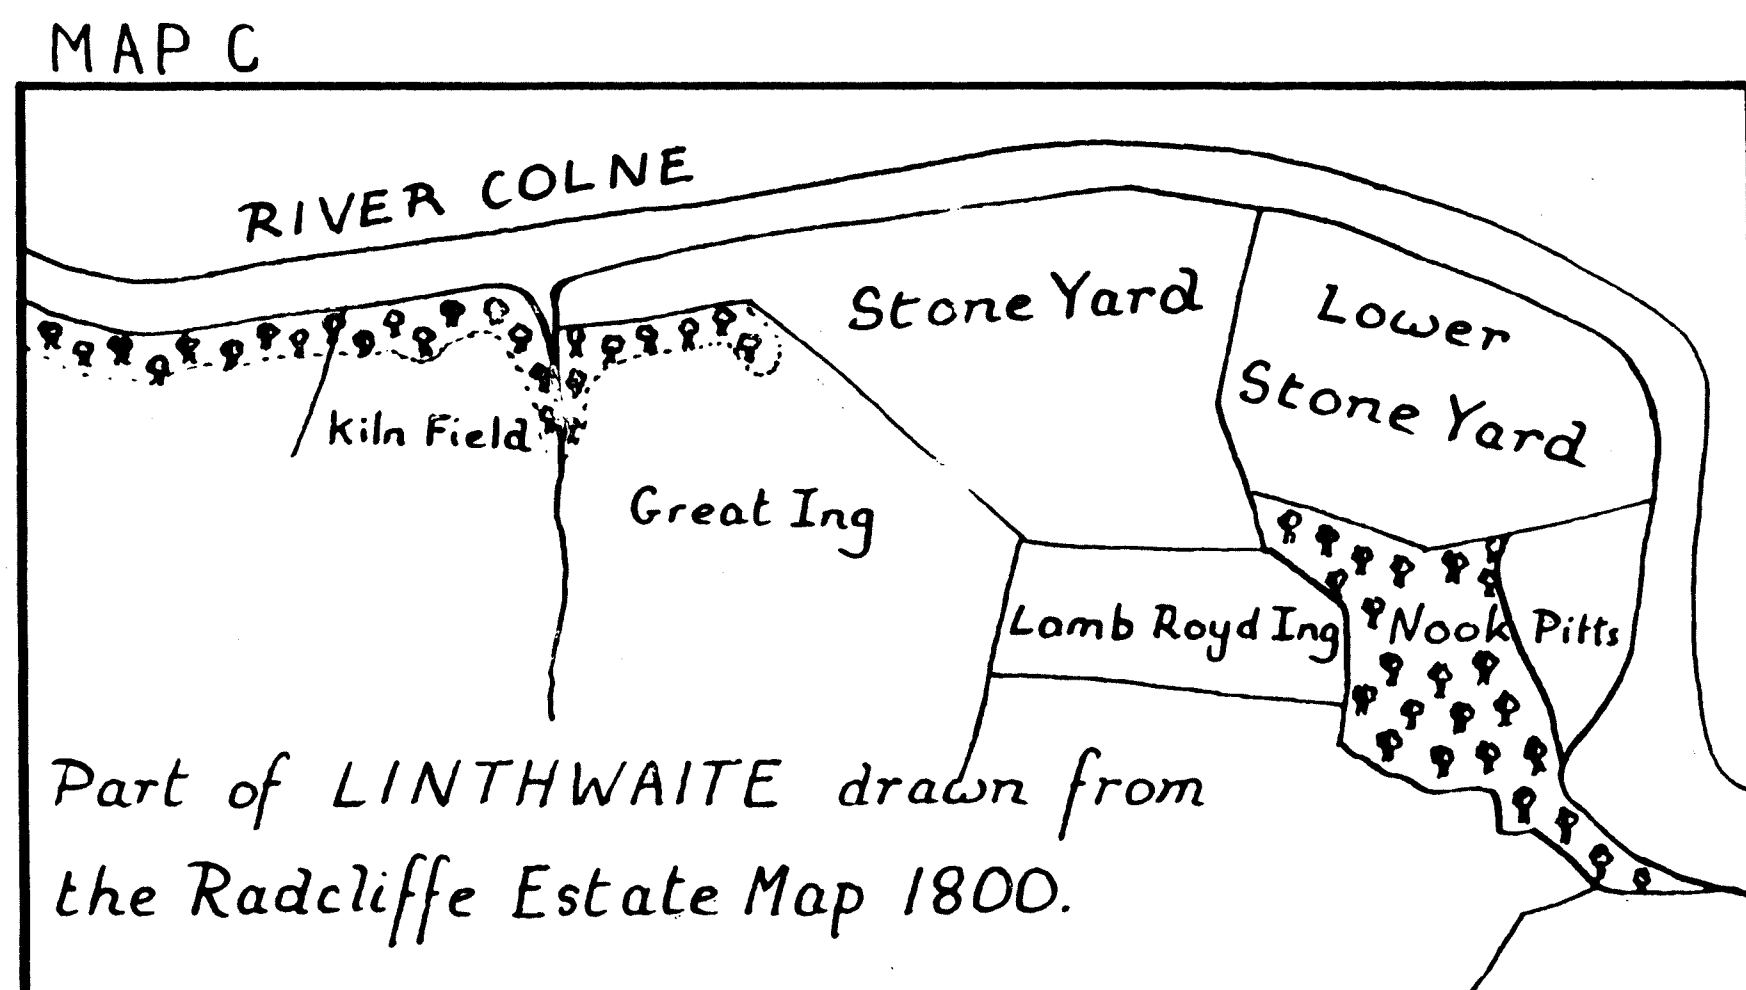 MAP C
RIVER COLNE
Stone Yard
Lower
Stone Yard
Kiln Field
Great Ing
Lamb Royd Ing
Nook
Pitts
Part of LINTHWAITE drawn from
the Radcliffe Estate Map 1800.